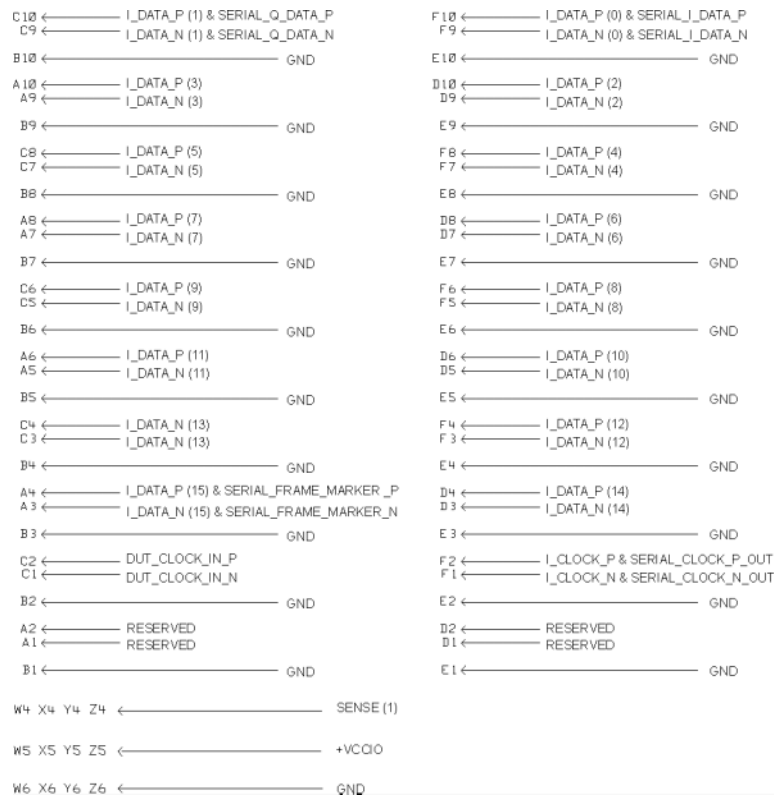 C10 I_DATA_P (1) & SERIAL_Q_DATA_P
C9 I_DATA_N (1) & SERIAL_Q_DATA_N
B10 GND
A10 I_DATA_P (3)
A9 I_DATA_N (3)
B9 GND
C8 I_DATA_P (5)
C7 I_DATA_N (5)
B8 GND
A8 I_DATA_P (7)
A7 I_DATA_N (7)
B7 GND
C6 I_DATA_P (9)
C5 I_DATA_N (9)
B6 GND
A6 I_DATA_P (11)
A5 I_DATA_N (11)
B5 GND
C4 I_DATA_N (13)
C3 I_DATA_N (13)
B4 GND
A4 I_DATA_P (15) & SERIAL_FRAME_MARKER _P
A3 I_DATA_N (15) & SERIAL_FRAME_MARKER_N
B3 GND
C2 DUT_CLOCK_IN_P
C1 DUT_CLOCK_IN_N
B2 GND
A2 RESERVED
A1 RESERVED
B1 GND
W4 X4 Y4 Z4 SENSE (1)
W5 X5 Y5 Z5 +VCCIO
W6 X6 Y6 Z6 GND
F10 I_DATA_P (0) & SERIAL_I_DATA_P
F9 I_DATA_N (0) & SERIAL_I_DATA_N
E10 GND
D10 I_DATA_P (2)
D9 I_DATA_N (2)
E9 GND
F8 I_DATA_P (4)
F7 I_DATA_N (4)
E8 GND
D8 I_DATA_P (6)
D7 I_DATA_N (6)
E7 GND
F6 I_DATA_P (8)
F5 I_DATA_N (8)
E6 GND
D6 I_DATA_P (10)
D5 I_DATA_N (10)
E5 GND
F4 I_DATA_P (12)
F3 I_DATA_N (12)
E4 GND
D4 I_DATA_P (14)
D3 I_DATA_N (14)
E3 GND
F2 I_CLOCK_P & SERIAL_CLOCK_P_OUT
F1 I_CLOCK_N & SERIAL_CLOCK_N_OUT
E2 GND
D2 RESERVED
D1 RESERVED
E1 GND